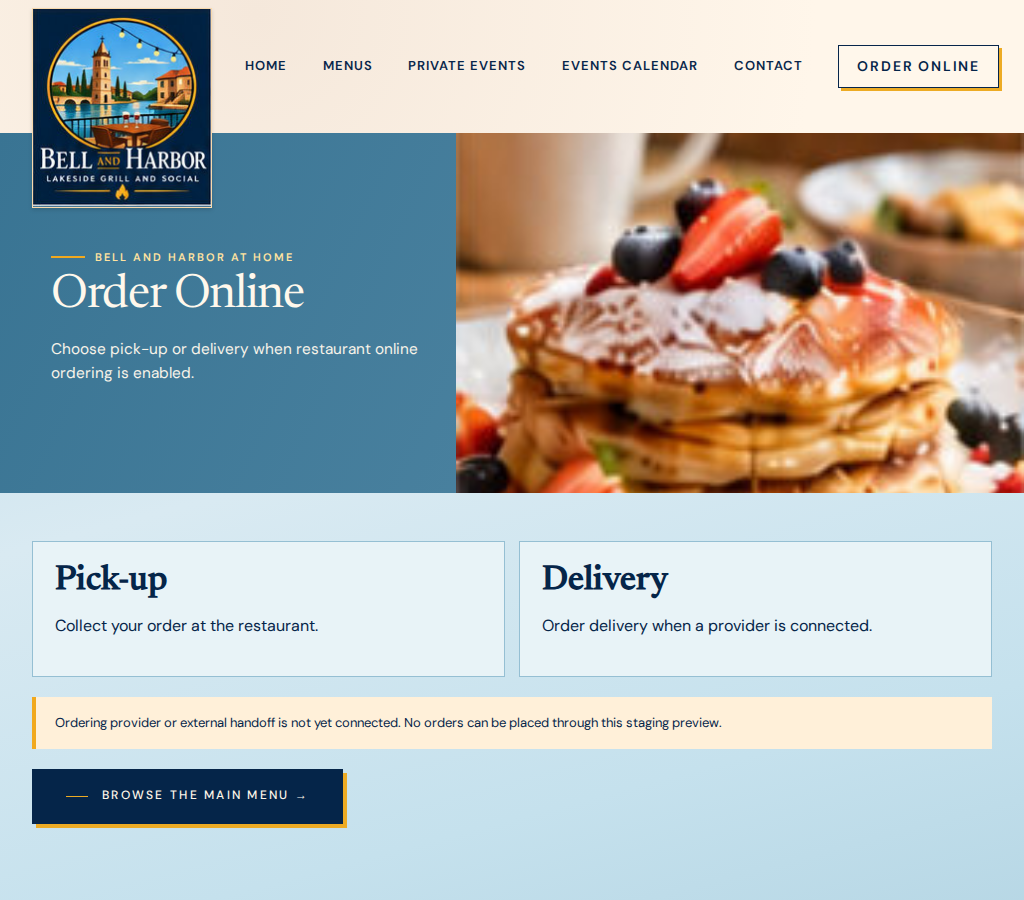 BELL AND HARBOR
LAKESIDE GRILL AND SOCIAL
HOME MENUS PRIVATE EVENTS EVENTS CALENDAR CONTACT ORDER ONLINE
BELL AND HARBOR AT HOME
Order Online
Choose pick-up or delivery when restaurant online
ordering is enabled.
Pick-up
Collect your order at the restaurant.
Delivery
Order delivery when a provider is connected.
Ordering provider or external handoff is not yet connected. No orders can be placed through this staging preview.
BROWSE THE MAIN MENU →